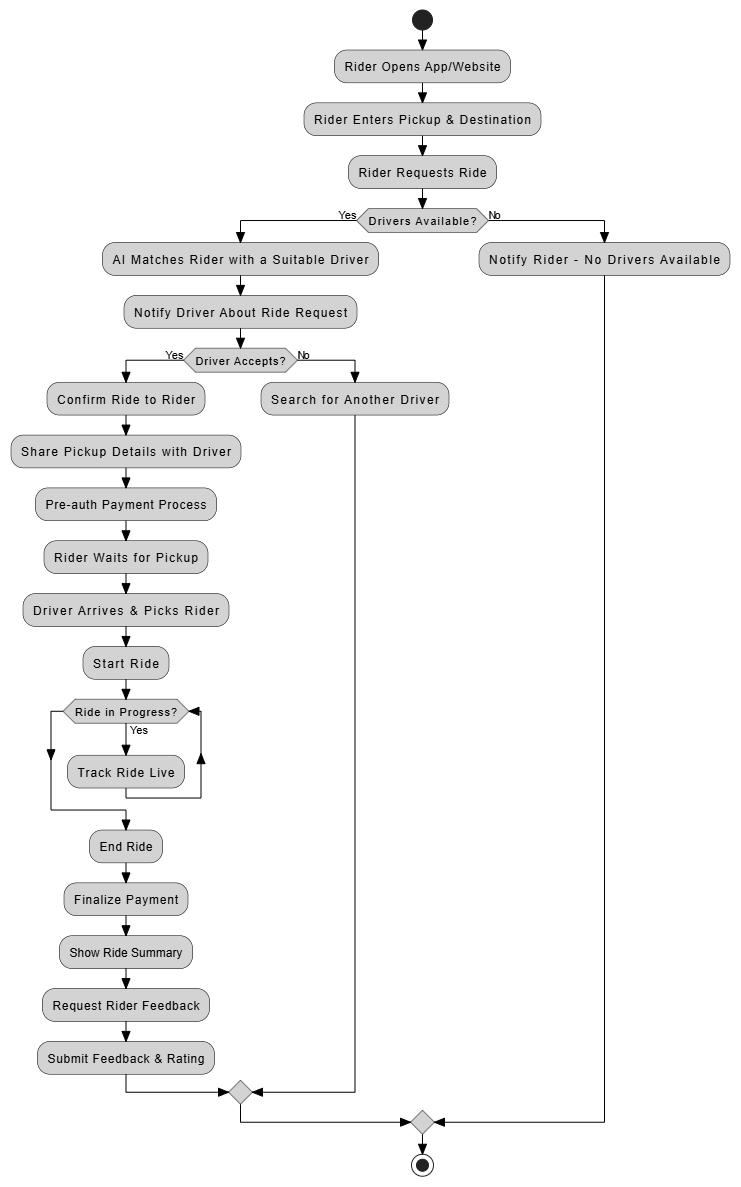 Rider Opens App/Website
Rider Enters Pickup & Destination
Rider Requests Ride
Yes
Drivers Available?
No
AI Matches Rider with a Suitable Driver
Notify Rider - No Drivers Available
Notify Driver About Ride Request
Yes
Driver Accepts?
No
Confirm Ride to Rider
Search for Another Driver
Share Pickup Details with Driver
Pre-auth Payment Process
Rider Waits for Pickup
Driver Arrives & Picks Rider
Start Ride
Ride in Progress?
Yes
Track Ride Live
End Ride
Finalize Payment
Show Ride Summary
Request Rider Feedback
Submit Feedback & Rating